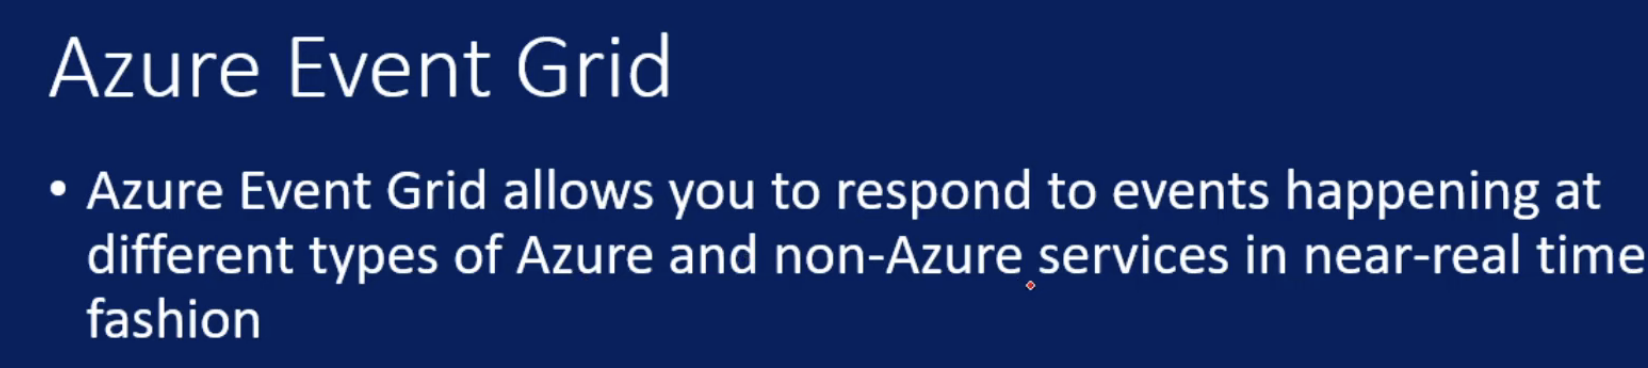 Azure Event Grid
• Azure Event Grid allows you to respond to events happening at
different types of Azure and non-Azure services in near-real time
fashion